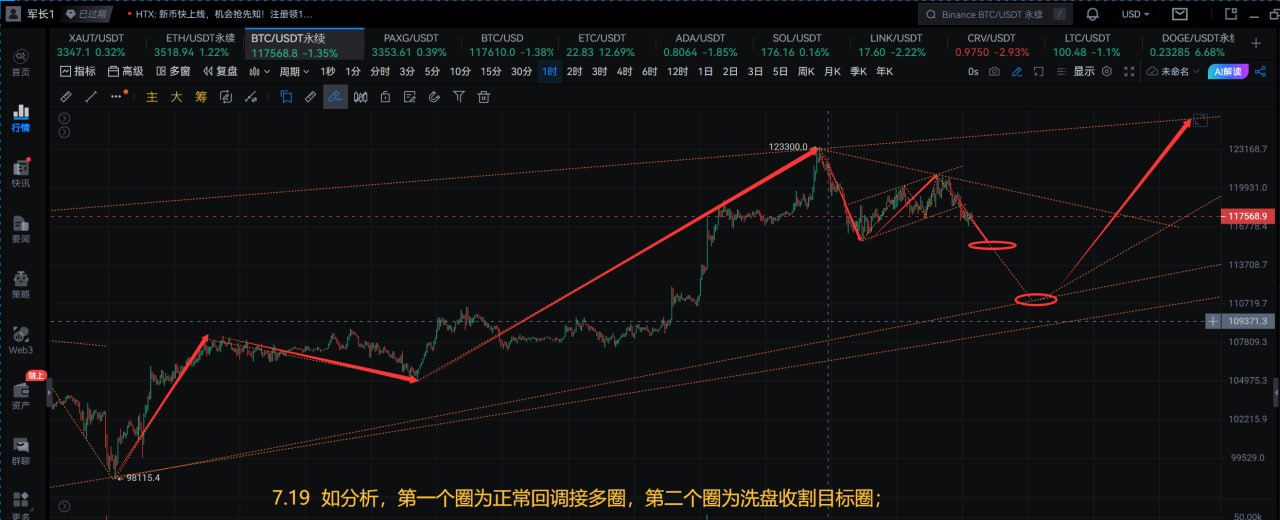 军长1 已过期 HTX: 新币快上线，机会抢先知！注册领1... Binance BTC/USDT 永续 / USD
XAUT/USDT ETH/USDT永续 BTC/USDT永续 PAXG/USDT BTC/USD ETC/USDT ADA/USDT SOL/USDT LINK/USDT CRV/USDT LTC/USDT DOGE/USDT永续
3347.1 0.32% 3518.94 1.22% 117568.8 -1.35% 3353.61 0.39% 117610.0 -1.38% 22.83 12.69% 0.8064 -1.85% 176.16 0.16% 17.60 -2.22% 0.9750 -2.93% 100.48 -1.1% 0.23285 6.68%
首页
指标 高级 多窗 复盘 周期 1秒 1分 分时 3分 5分 10分 15分 30分 1时 2时 3时 4时 6时 12时 1日 2日 3日 5日 周K 月K 季K 年K 0s 显示 未命名 AI解读
主 大 筹
行情
快讯
要闻
策略
Web3
链上
资产
群聊
更多
123300.0
98115.4
123168.7
119931.0
117568.9
116778.4
113708.7
110719.7
109371.3
107809.3
104975.3
102215.9
99529.0
50.00k
7.19 如分析，第一个圈为正常回调接多圈，第二个圈为洗盘收割目标圈；